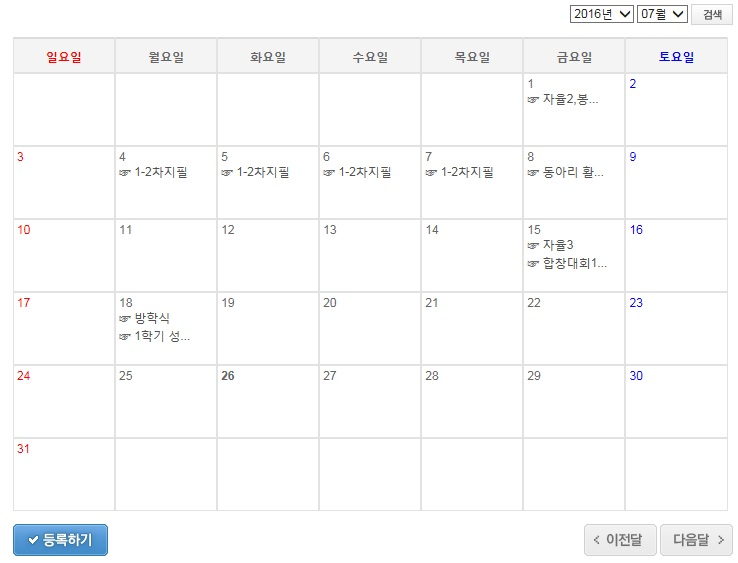 2016년 07월 검색
일요일 월요일 화요일 수요일 목요일 금요일 토요일
1 2
☞ 자율2,봉...
3 4 5 6 7 8 9
☞ 1-2차지필 ☞ 1-2차지필 ☞ 1-2차지필 ☞ 1-2차지필 ☞ 동아리 활...
10 11 12 13 14 15 16
☞ 자율3
☞ 합창대회1...
17 18 19 20 21 22 23
☞ 방학식
☞ 1학기 성...
24 25 26 27 28 29 30
31
등록하기 이전달 다음달